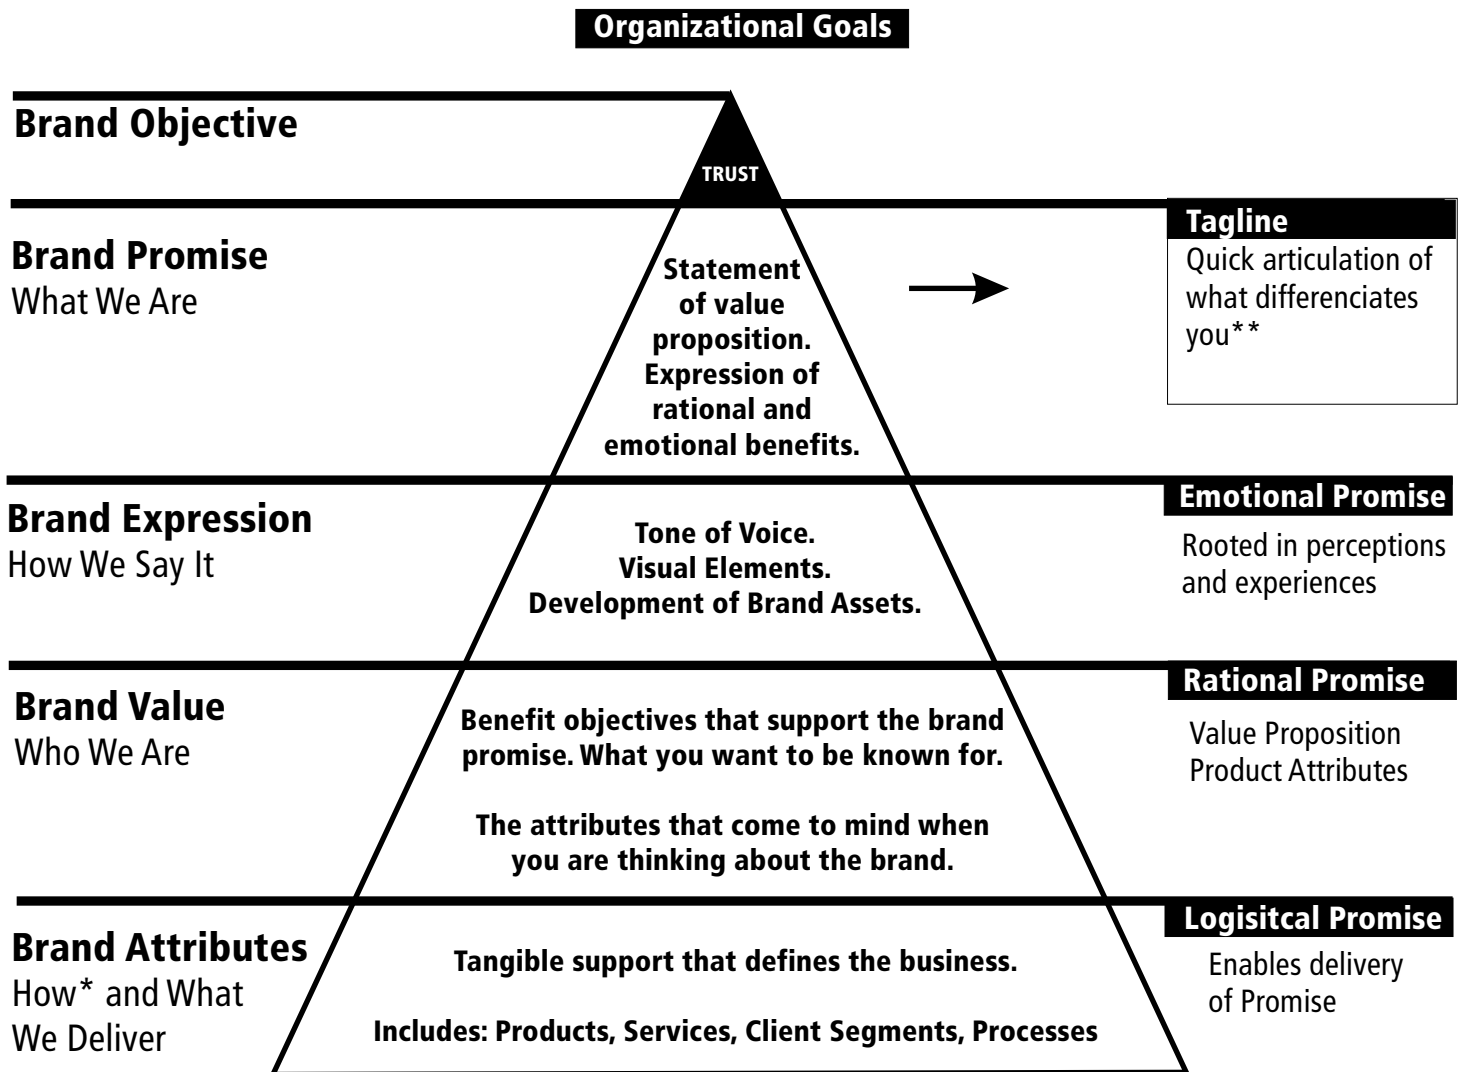 Organizational Goals
Brand Objective
TRUST
Brand Promise
What We Are
Statement
of value
proposition.
Expression of
rational and
emotional benefits.
Tagline
Quick articulation of
what differenciates
you**
Brand Expression
How We Say It
Tone of Voice.
Visual Elements.
Development of Brand Assets.
Emotional Promise
Rooted in perceptions
and experiences
Brand Value
Who We Are
Benefit objectives that support the brand
promise. What you want to be known for.
The attributes that come to mind when
you are thinking about the brand.
Rational Promise
Value Proposition
Product Attributes
Brand Attributes
How* and What
We Deliver
Tangible support that defines the business.
Includes: Products, Services, Client Segments, Processes
Logisitcal Promise
Enables delivery
of Promise